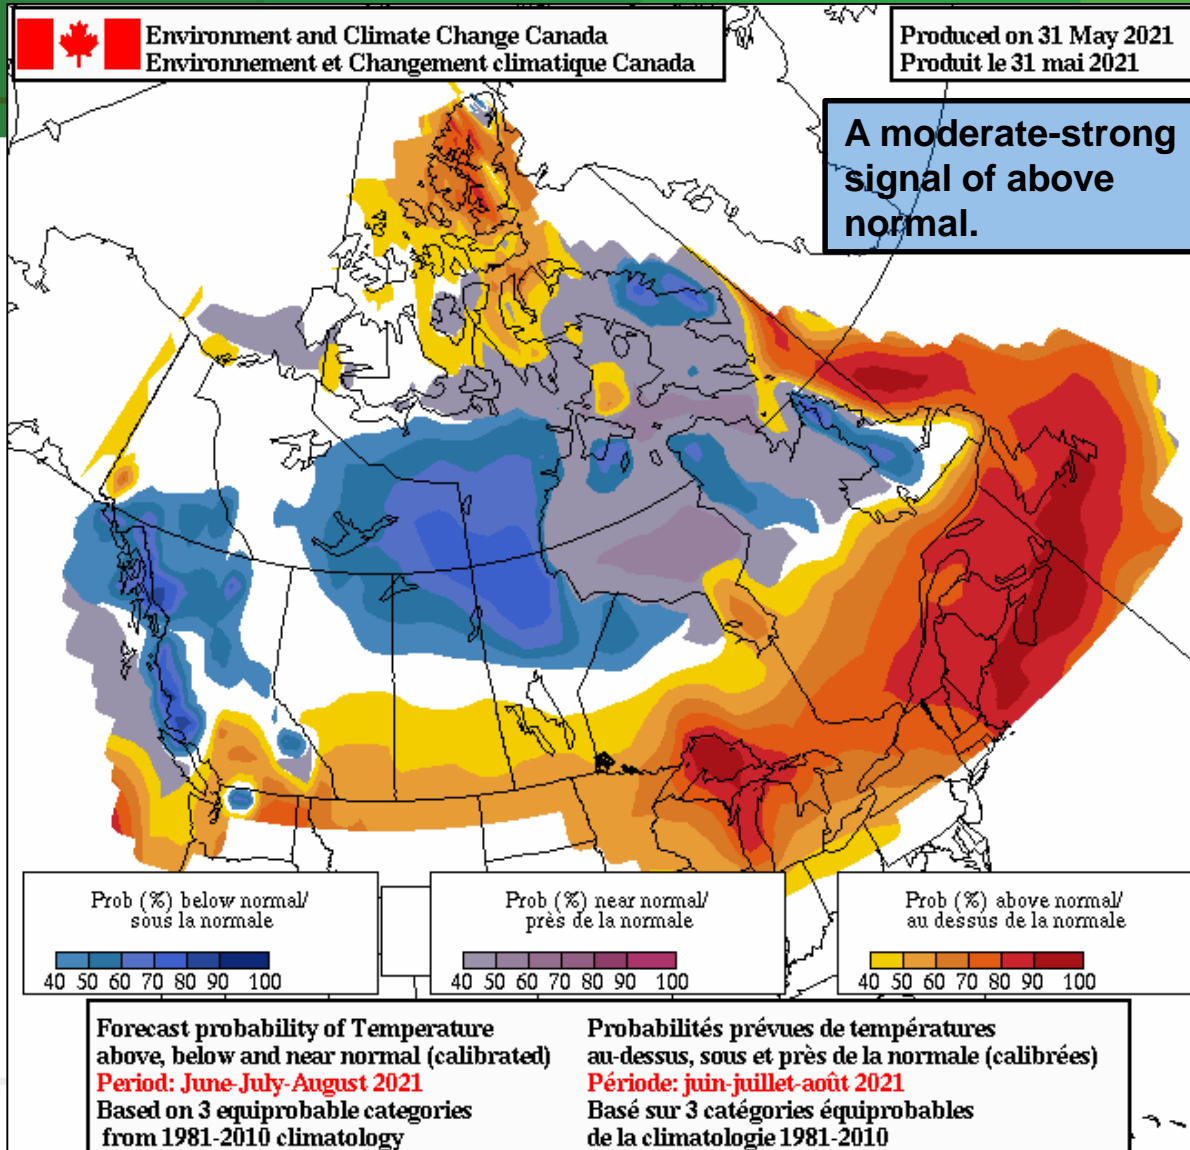 Environment and Climate Change Canada
Environnement et Changement climatique Canada
Produced on 31 May 2021
Produit le 31 mai 2021
A moderate-strong
signal of above
normal.
Prob (%) below normal/
sous la normale
40 50 60 70 80 90 100
Prob (%) near normal/
près de la normale
40 50 60 70 80 90 100
Prob (%) above normal/
au dessus de la normale
40 50 60 70 80 90 100
Forecast probability of Temperature
above, below and near normal (calibrated)
Period: June-July-August 2021
Based on 3 equiprobable categories
from 1981-2010 climatology
Probabilités prévues de températures
au-dessus, sous et près de la normale (calibrées)
Période: juin-juillet-août 2021
Basé sur 3 catégories équiprobables
de la climatologie 1981-2010